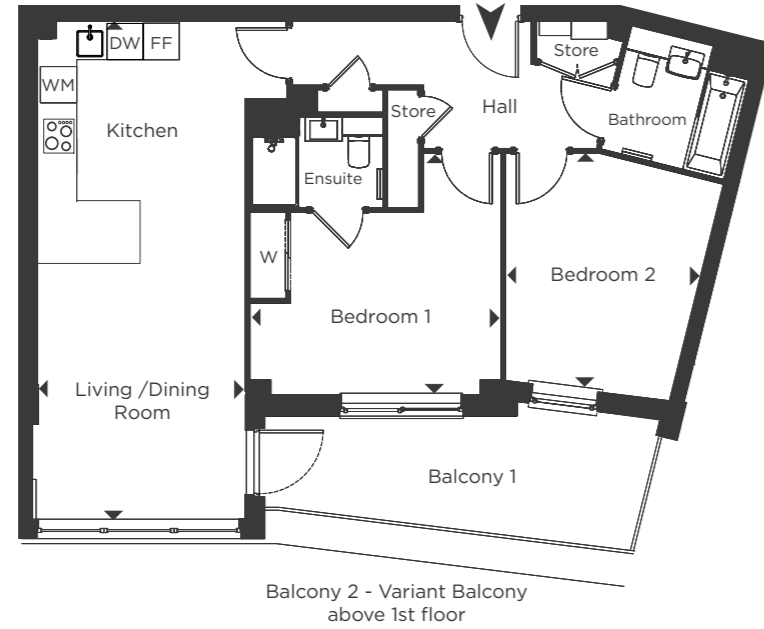 DW
FF
WM
Kitchen
Store
Store
Hall
Bathroom
Ensuite
W
Bedroom 1
Bedroom 2
Living /Dining
Room
Balcony 1
Balcony 2 - Variant Balcony
above 1st floor